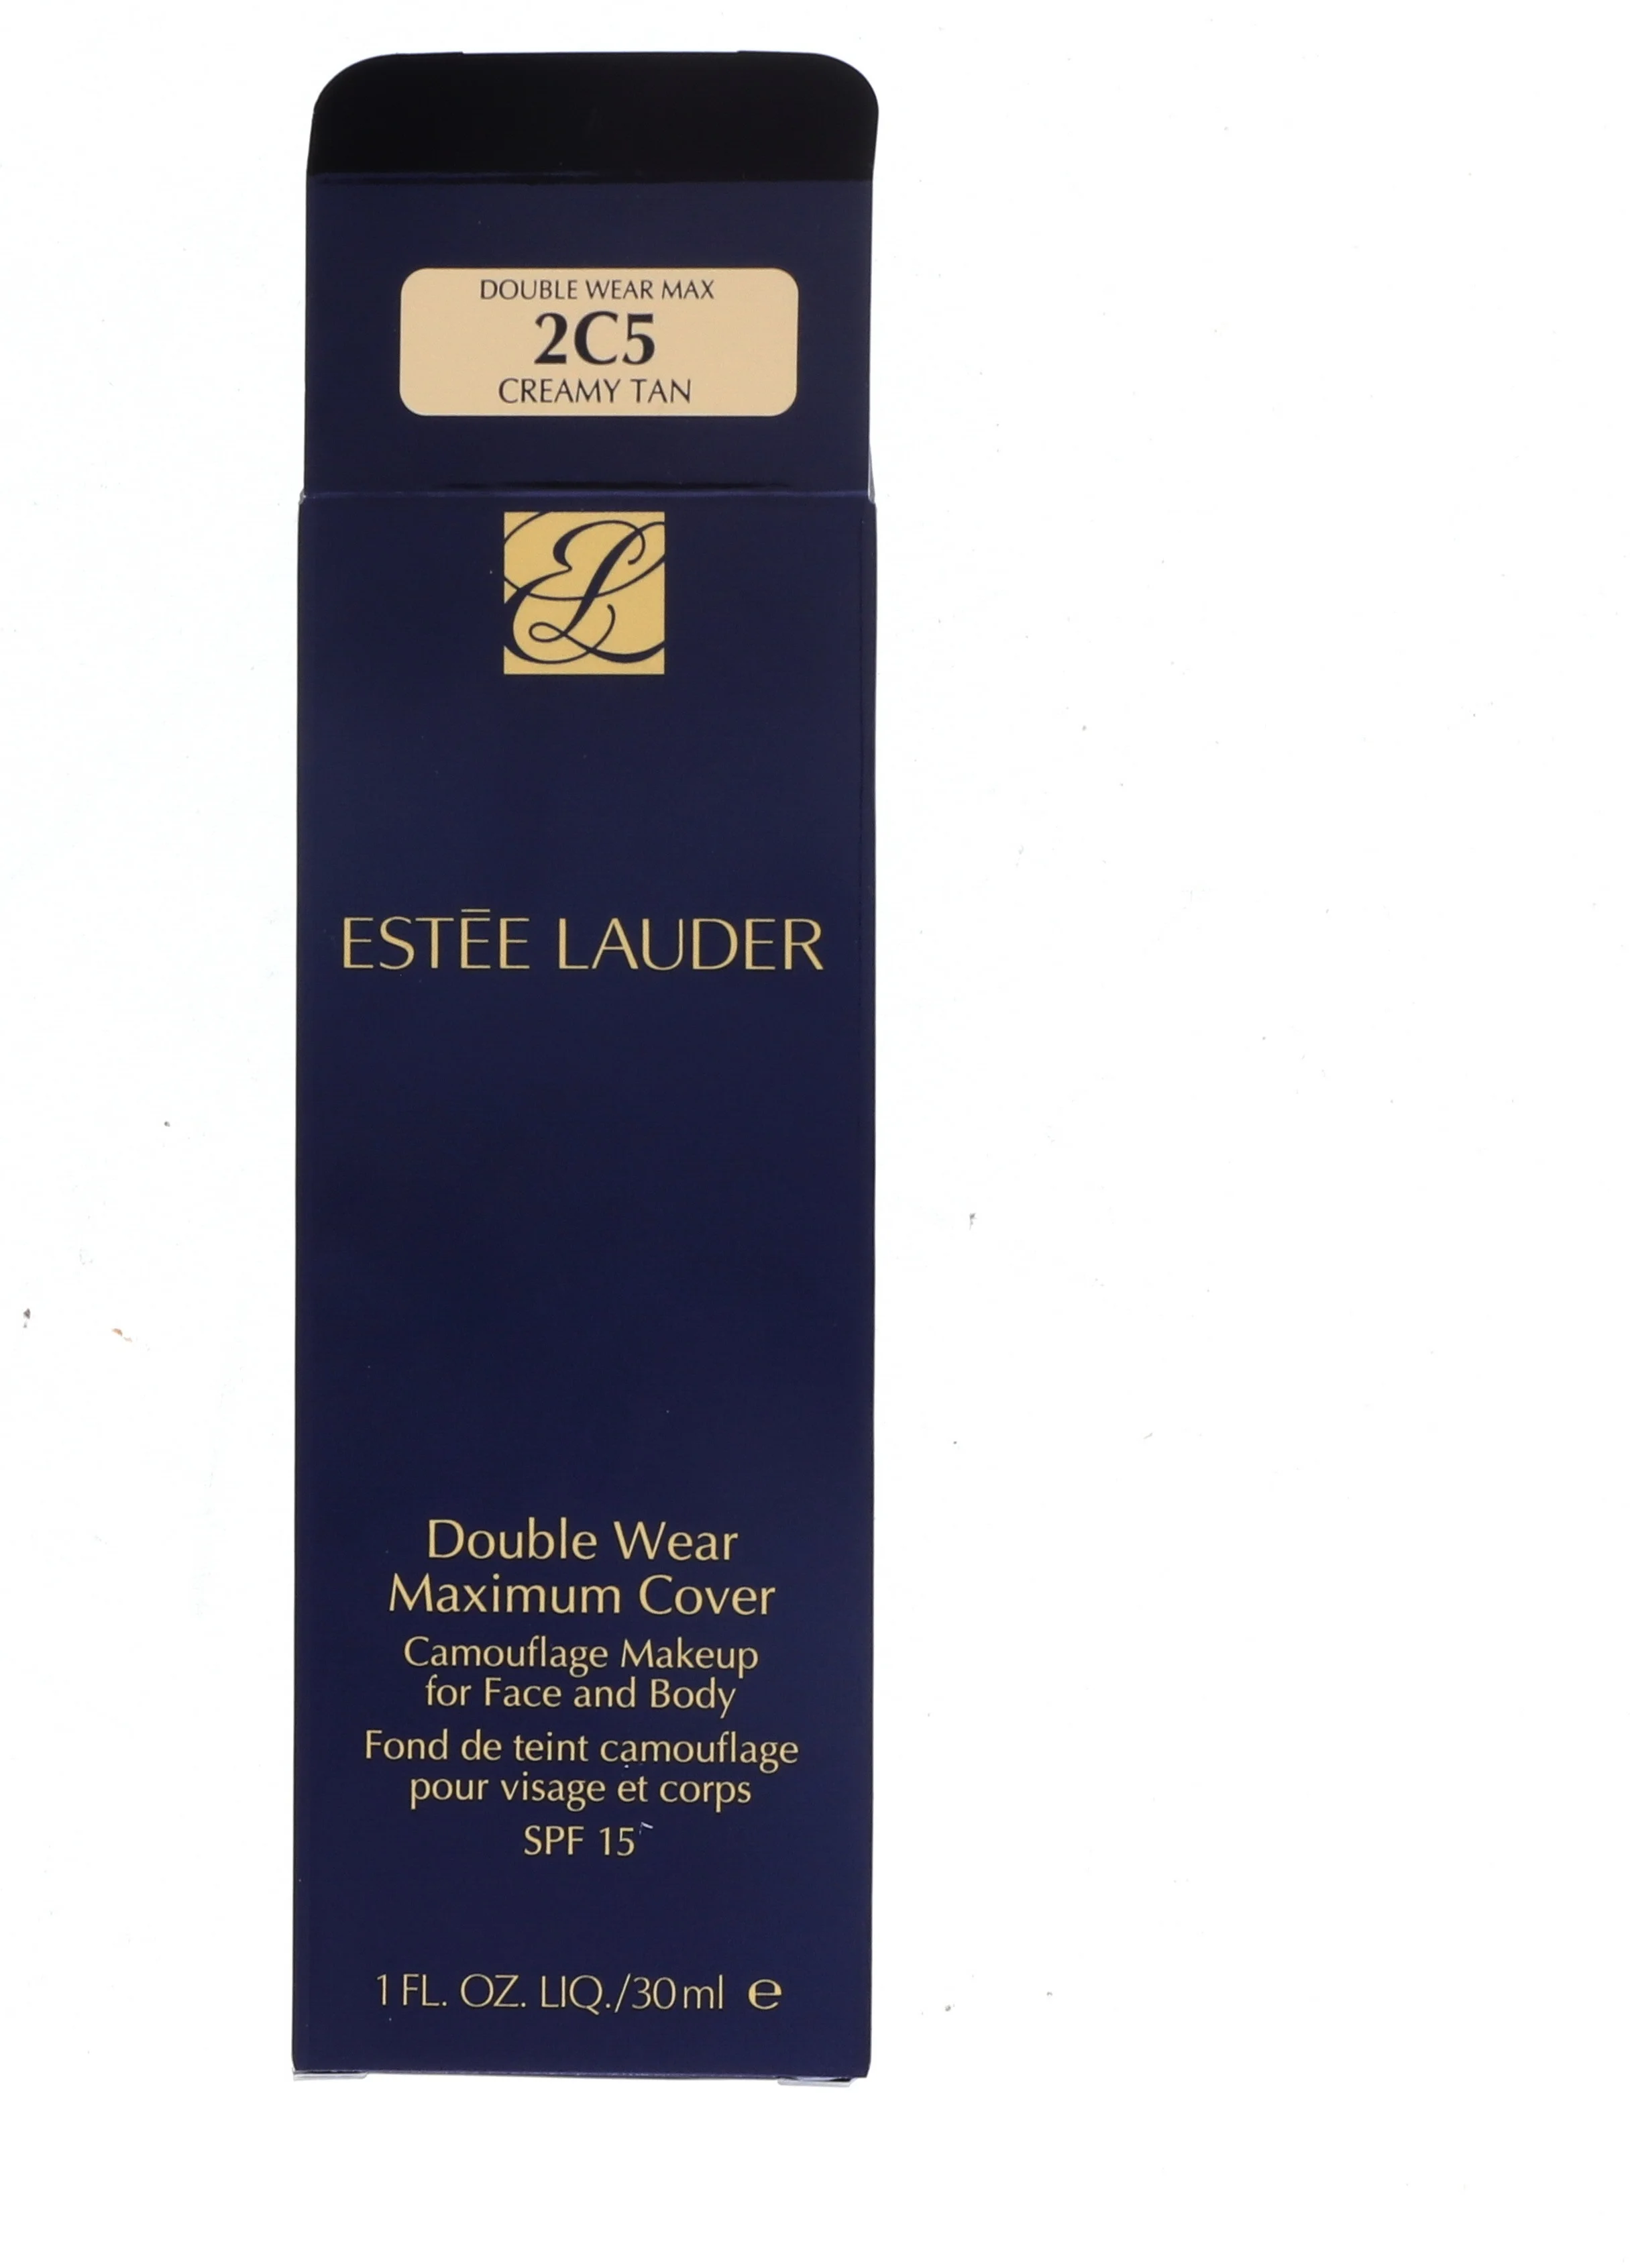 DOUBLE WEAR MAX
2C5
CREAMY TAN
EL
ESTĒE LAUDER
Double Wear
Maximum Cover
Camouflage Makeup
for Face and Body
Fond de teint camouflage
pour visage et corps
SPF 15
1 FL. OZ. LIQ./30ml ℮